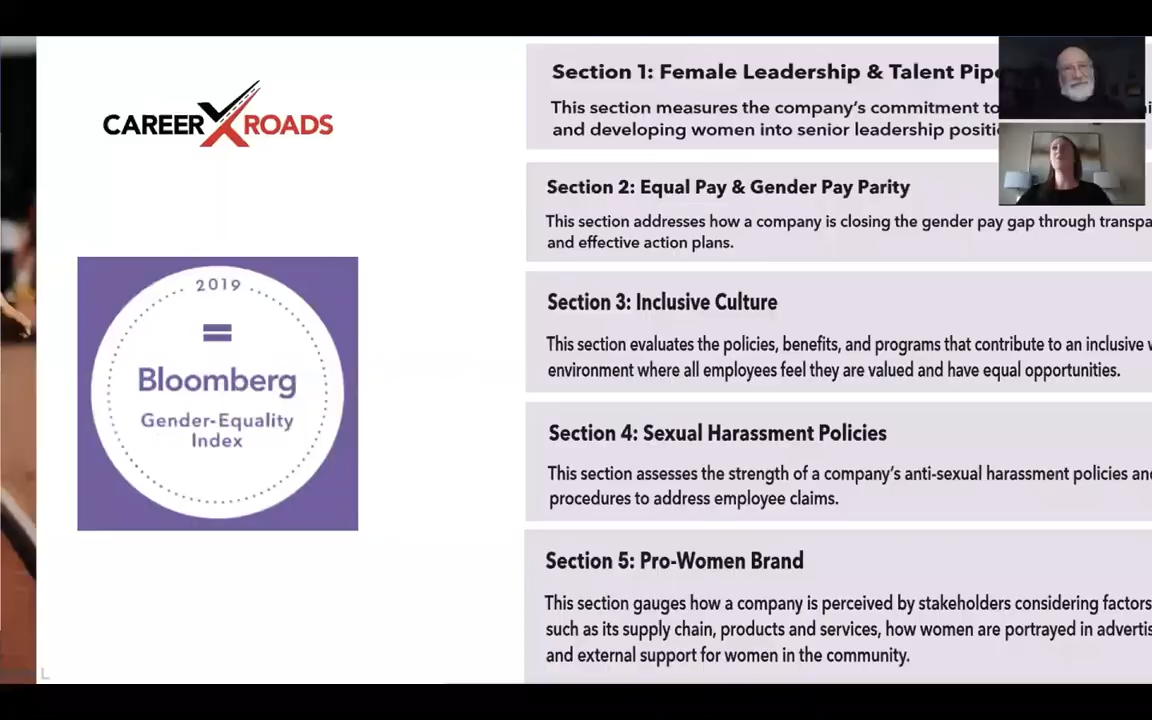 CAREER X ROADS
2019
Bloomberg
Gender-Equality
Index
Section 1: Female Leadership & Talent
This section measures the company's commitment to
and developing women into senior leadership
Section 2: Equal Pay & Gender Pay Parity
This section addresses how a company is closing the gender pay gap through
and effective action plans.
Section 3: Inclusive Culture
This section evaluates the policies, benefits, and programs that contribute to an inclusive
environment where all employees feel they are valued and have equal opportunities.
Section 4: Sexual Harassment Policies
This section assesses the strength of a company's anti-sexual harassment policies
procedures to address employee claims.
Section 5: Pro-Women Brand
This section gauges how a company is perceived by stakeholders considering factors
such as its supply chain, products and services, how women are portrayed in
and external support for women in the community.